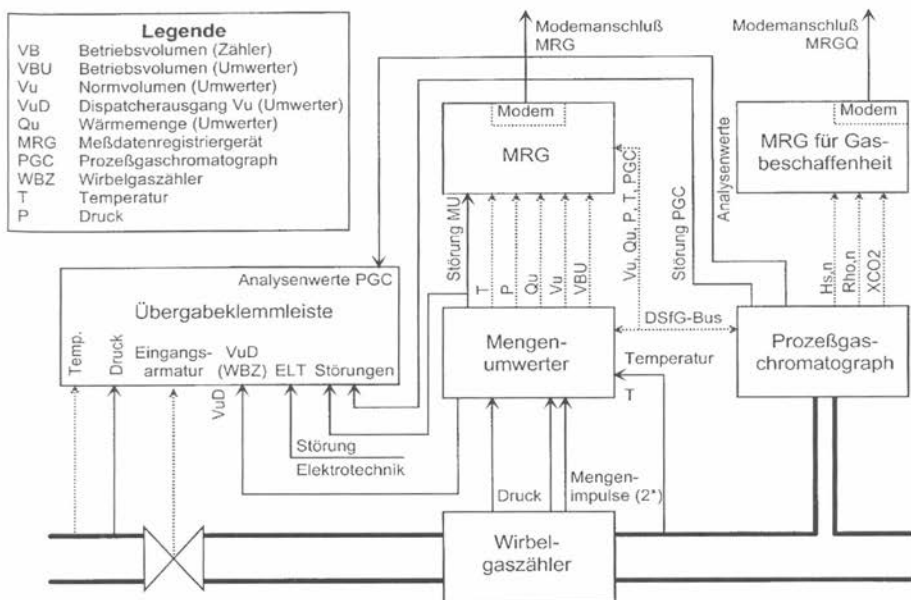 Legende
VB Betriebsvolumen (Zähler)
VBU Betriebsvolumen (Umwerter)
Vu Normvolumen (Umwerter)
VuD Dispatcherausgang Vu (Umwerter)
Qu Wärmemenge (Umwerter)
MRG Meßdatenregistriergerät
PGC Prozeßgaschromatograph
WBZ Wirbelgaszähler
T Temperatur
P Druck
Modemanschluß
MRG
Modemanschluß
MRGQ
Modem
MRG
Modem
MRG für Gas-
beschaffenheit
Störung MU
T
P
Qu
Vu
VBU
Vu, Qu, P, T, PGC
Störung PGC
Analysenwerte
Hs,n
Rho,n
XCO2
Analysenwerte PGC
Übergabeklemmleiste
Temp.
Druck
Eingangs-
armatur
VuD
(WBZ)
ELT
Störungen
VuD
Störung
Elektrotechnik
Mengen-
umwerter
DSfG-Bus
Temperatur
T
Prozeßgas-
chromatograph
Druck
Mengen-
impulse (2*)
Wirbel-
gaszähler